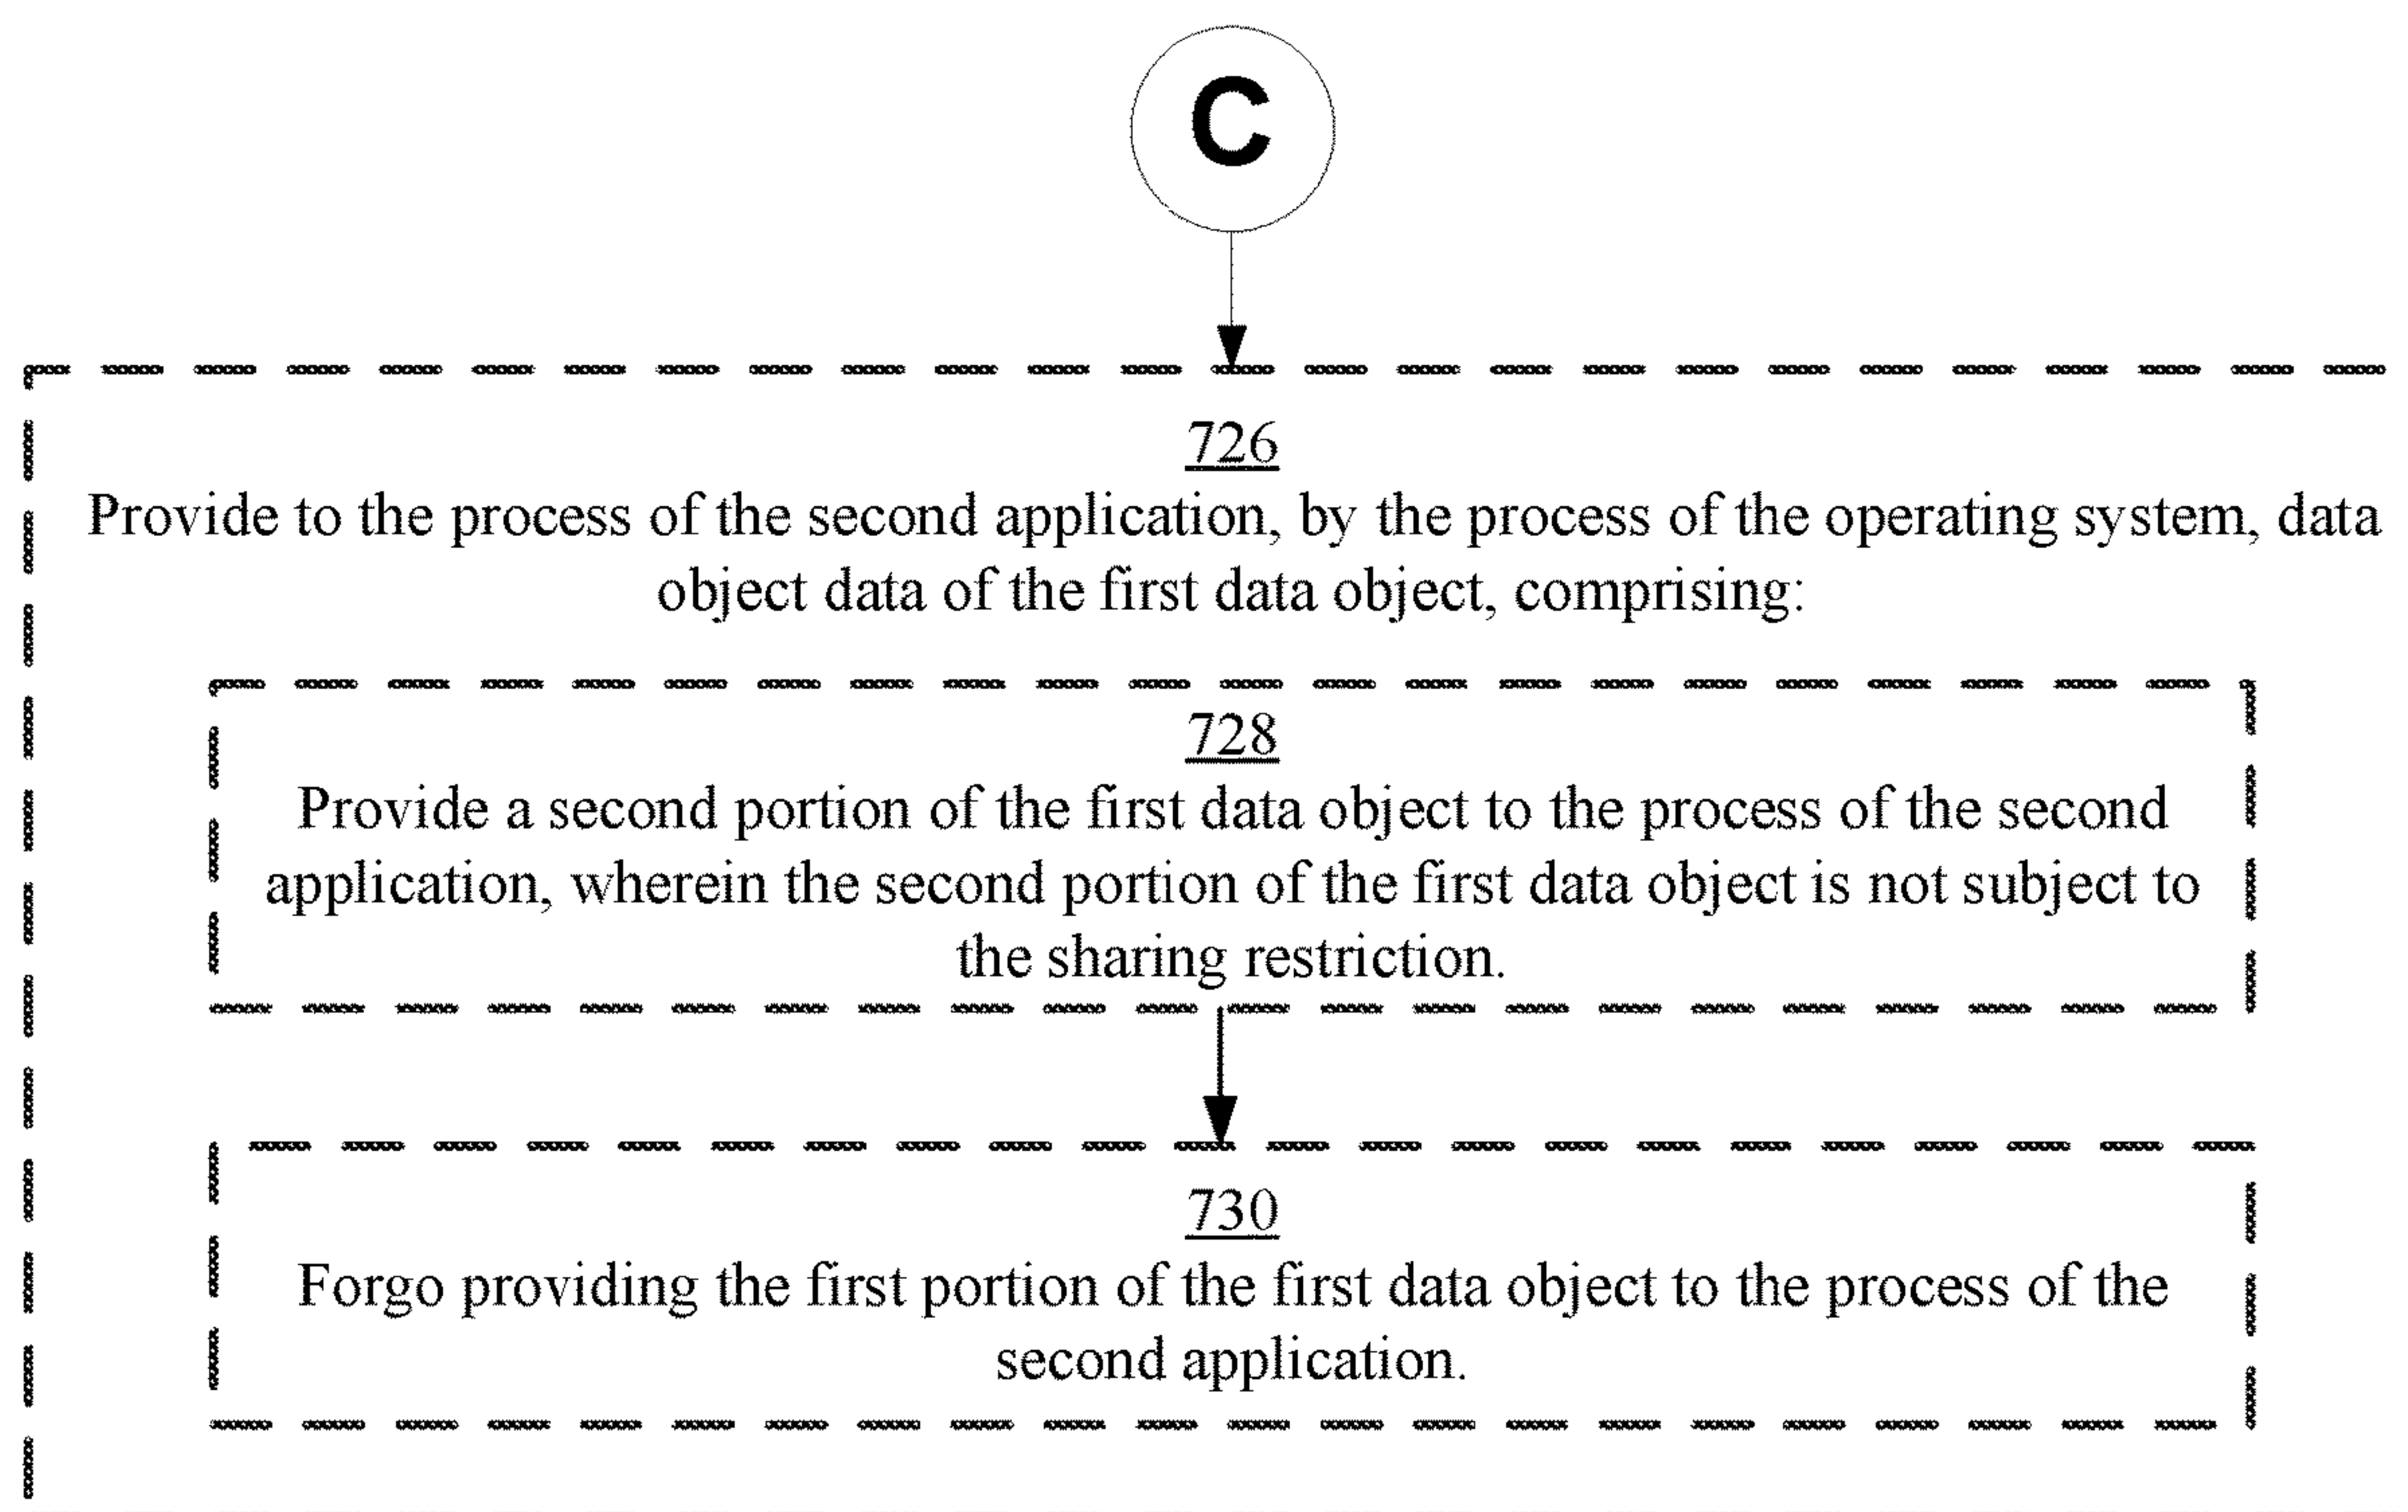 C
726
Provide to the process of the second application, by the process of the operating system, data
object data of the first data object, comprising:
728
Provide a second portion of the first data object to the process of the second
application, wherein the second portion of the first data object is not subject to
the sharing restriction.
730
Forgo providing the first portion of the first data object to the process of the
second application.